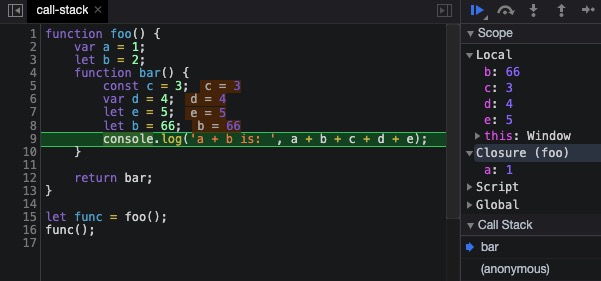 call-stack ×
1 function foo() {
2 var a = 1;
3 let b = 2;
4 function bar() {
5 const c = 3; c = 3
6 var d = 4; d = 4
7 let e = 5; e = 5
8 let b = 66; b = 66
9 console.log('a + b is: ', a + b + c + d + e);
10 }
11
12 return bar;
13 }
14
15 let func = foo();
16 func();
17
Scope
Local
b: 66
c: 3
d: 4
e: 5
this: Window
Closure (foo)
a: 1
Script
Global
Call Stack
bar
(anonymous)